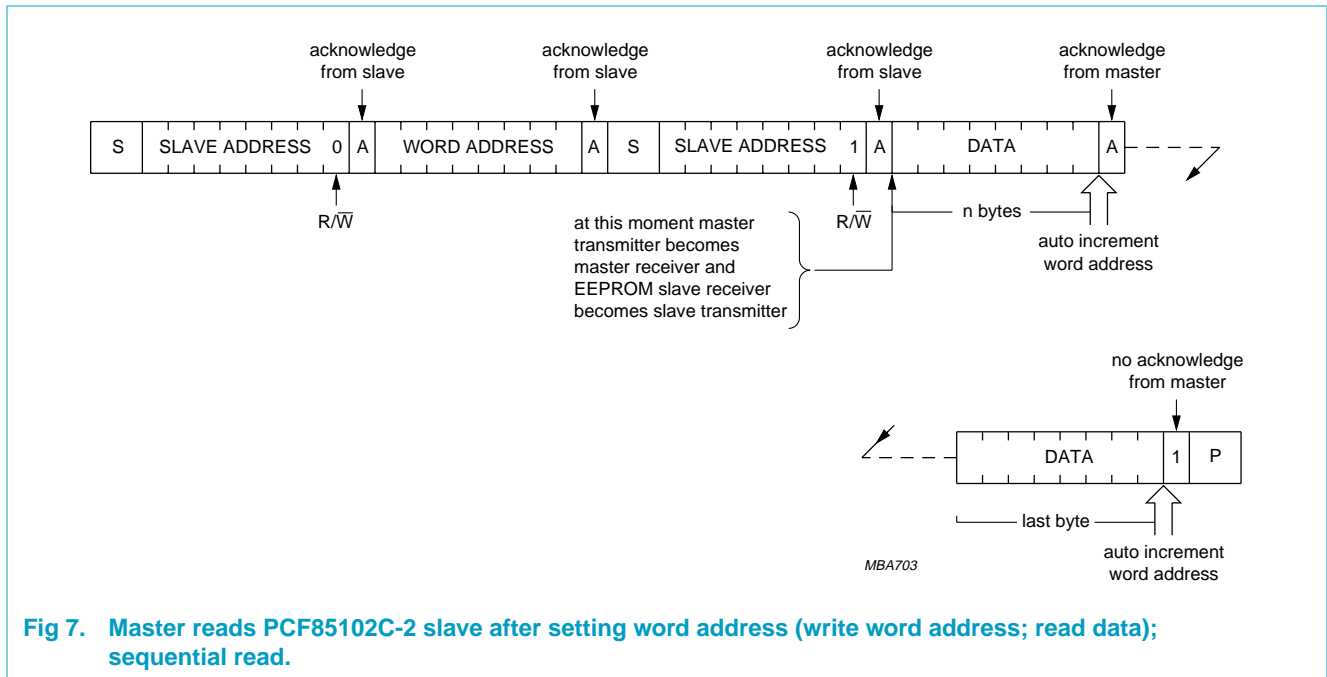 acknowledge
from slave
acknowledge
from slave
acknowledge
from slave
acknowledge
from master
S SLAVE ADDRESS 0 A WORD ADDRESS A S SLAVE ADDRESS 1 A DATA A
R/W̅
R/W̅
at this moment master
transmitter becomes
master receiver and
EEPROM slave receiver
becomes slave transmitter
n bytes
auto increment
word address
no acknowledge
from master
DATA 1 P
last byte
auto increment
word address
MBA703
Fig 7. Master reads PCF85102C-2 slave after setting word address (write word address; read data);
sequential read.